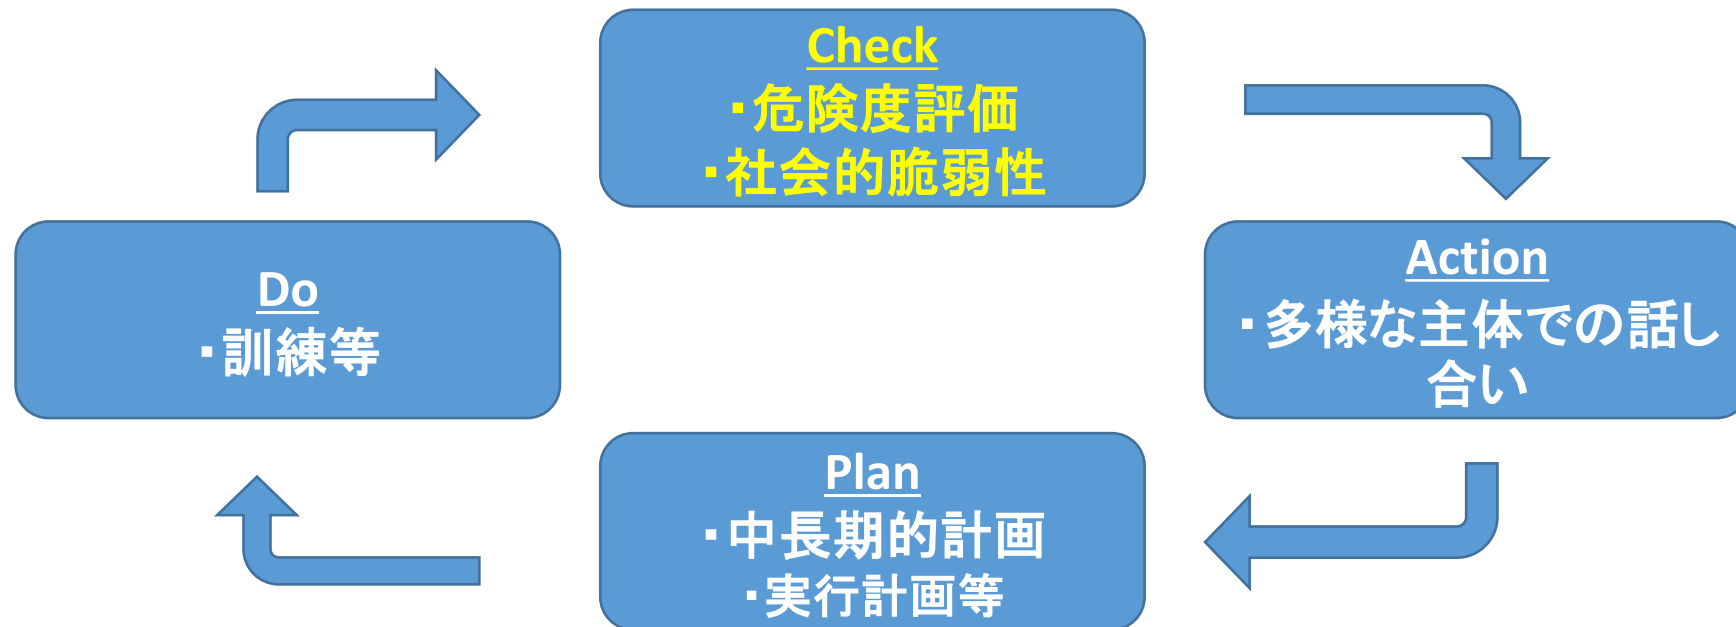 Check
・危険度評価
・社会的脆弱性
Do
・訓練等
Action
・多様な主体での話し
合い
Plan
・中長期的計画
・実行計画等